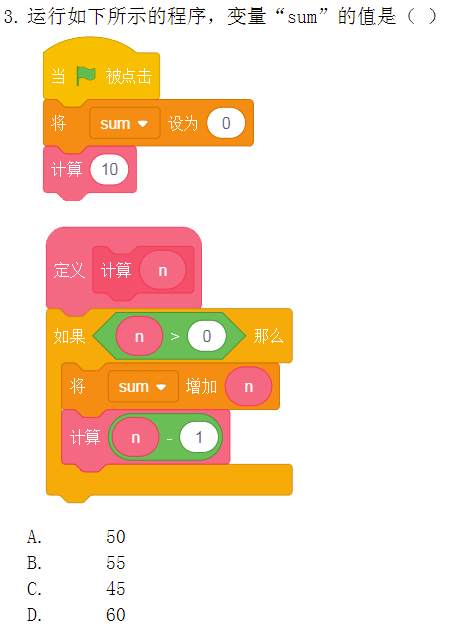 3. 运行如下所示的程序，变量“sum”的值是（ ）
当 被点击
将 sum 设为 0
计算 10
定义 计算 n
如果 n > 0 那么
将 sum 增加 n
计算 n - 1
A. 50
B. 55
C. 45
D. 60